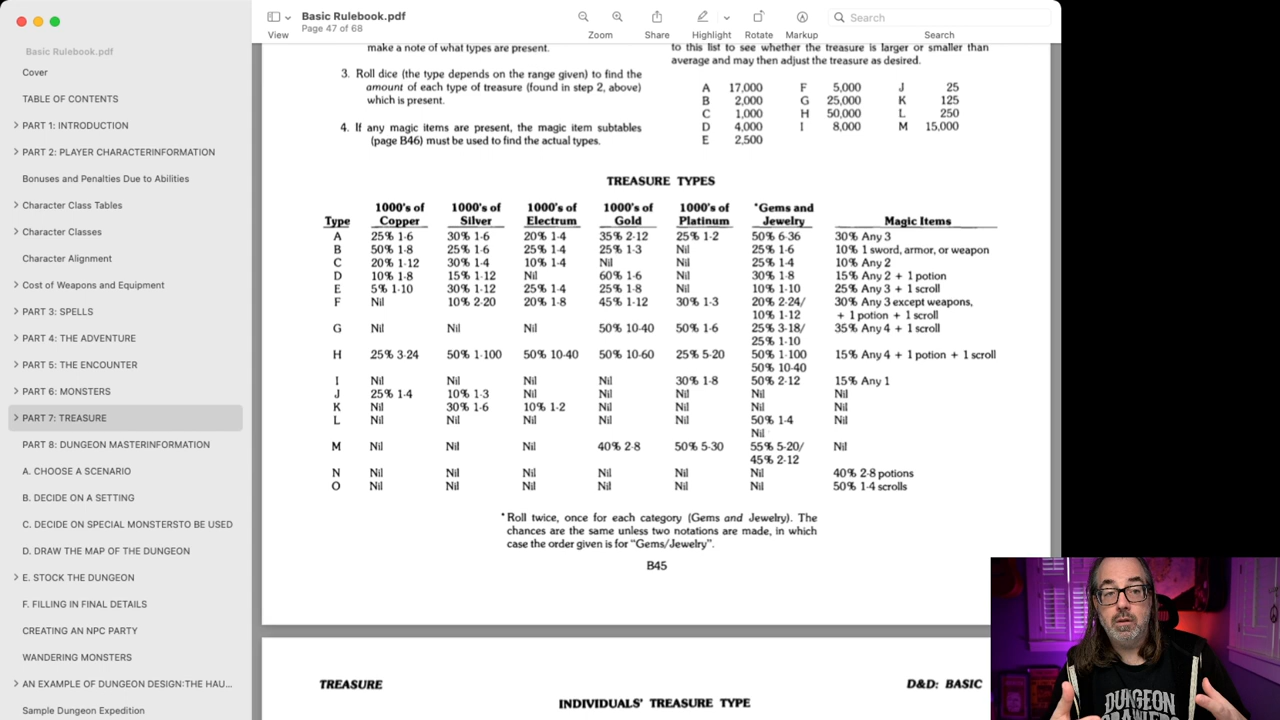 Basic Rulebook.pdf
Page 47 of 68
View
Zoom
Share
Highlight
Rotate
Markup
Search
Search
Basic Rulebook.pdf
Cover
TABLE OF CONTENTS
PART 1: INTRODUCTION
PART 2: PLAYER CHARACTERINFORMATION
Bonuses and Penalties Due to Abilities
Character Class Tables
Character Classes
Character Alignment
Cost of Weapons and Equipment
PART 3: SPELLS
PART 4: THE ADVENTURE
PART 5: THE ENCOUNTER
PART 6: MONSTERS
PART 7: TREASURE
PART 8: DUNGEON MASTERINFORMATION
A. CHOOSE A SCENARIO
B. DECIDE ON A SETTING
C. DECIDE ON SPECIAL MONSTERSTO BE USED
D. DRAW THE MAP OF THE DUNGEON
E. STOCK THE DUNGEON
F. FILLING IN FINAL DETAILS
CREATING AN NPC PARTY
WANDERING MONSTERS
AN EXAMPLE OF DUNGEON DESIGN:THE HAU...
Sample Dungeon Expedition
make a note of what types are present.
3. Roll dice (the type depends on the range given) to find the
amount of each type of treasure (found in step 2, above)
which is present.
4. If any magic items are present, the magic item subtables
(page B46) must be used to find the actual types.
to this list to see whether the treasure is larger or smaller than
average and may then adjust the treasure as desired.
A 17,000 F 5,000 J 25
B 2,000 G 25,000 K 125
C 1,000 H 50,000 L 250
D 4,000 I 8,000 M 15,000
E 2,500
TREASURE TYPES
1000's of 1000's of 1000's of 1000's of 1000's of *Gems and
Type Copper Silver Electrum Gold Platinum Jewelry Magic Items
A 25% 1-6 30% 1-6 20% 1-4 35% 2-12 25% 1-2 50% 6-36 30% Any 3
B 50% 1-8 25% 1-6 25% 1-4 25% 1-3 Nil 25% 1-6 10% 1 sword, armor, or weapon
C 20% 1-12 30% 1-4 10% 1-4 Nil Nil 25% 1-4 10% Any 2
D 10% 1-8 15% 1-12 Nil 60% 1-6 Nil 30% 1-8 15% Any 2 + 1 potion
E 5% 1-10 30% 1-12 25% 1-4 25% 1-8 Nil 10% 1-10 25% Any 3 + 1 scroll
F Nil 10% 2-20 20% 1-8 45% 1-12 30% 1-3 20% 2-24/ 30% Any 3 except weapons,
10% 1-12 + 1 potion + 1 scroll
G Nil Nil Nil 50% 10-40 50% 1-6 25% 3-18/ 35% Any 4 + 1 scroll
25% 1-10
H 25% 3-24 50% 1-100 50% 10-40 50% 10-60 25% 5-20 50% 1-100 15% Any 4 + 1 potion + 1 scroll
50% 10-40
I Nil Nil Nil Nil 30% 1-8 50% 2-12 15% Any 1
J 25% 1-4 10% 1-3 Nil Nil Nil Nil Nil
K Nil 30% 1-6 10% 1-2 Nil Nil Nil Nil
L Nil Nil Nil Nil Nil 50% 1-4 Nil
Nil
M Nil Nil Nil 40% 2-8 50% 5-30 55% 5-20/ Nil
45% 2-12
N Nil Nil Nil Nil Nil Nil 40% 2-8 potions
O Nil Nil Nil Nil Nil Nil 50% 1-4 scrolls
*Roll twice, once for each category (Gems and Jewelry). The
chances are the same unless two notations are made, in which
case the order given is for "Gems/Jewelry".
B45
TREASURE
D&D: BASIC
INDIVIDUALS' TREASURE TYPE
DUNGEON